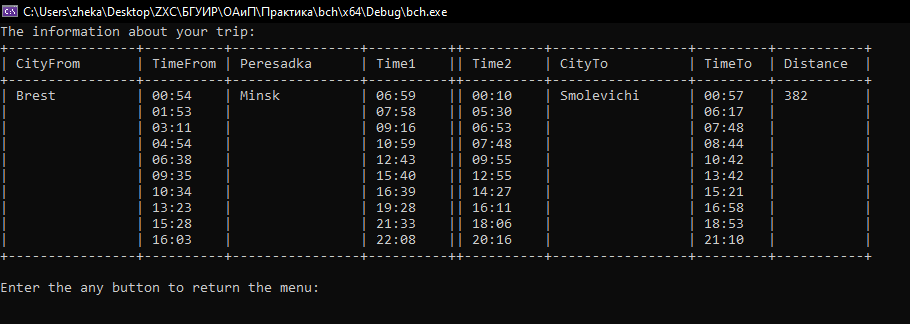 C:\Users\zheka\Desktop\ZXC\БГУИР\ОАиП\Практика\bch\x64\Debug\bch.exe
The information about your trip:
+----------------+----------+----------------+----------++----------+-----------------+---------+-----------+
| CityFrom | TimeFrom | Peresadka | Time1 || Time2 | CityTo | TimeTo | Distance |
+----------------+----------+----------------+----------++----------+-----------------+---------+-----------+
| Brest | 00:54 | Minsk | 06:59 || 00:10 | Smolevichi | 00:57 | 382 |
| | 01:53 | | 07:58 || 05:30 | | 06:17 | |
| | 03:11 | | 09:16 || 06:53 | | 07:48 | |
| | 04:54 | | 10:59 || 07:48 | | 08:44 | |
| | 06:38 | | 12:43 || 09:55 | | 10:42 | |
| | 09:35 | | 15:40 || 12:55 | | 13:42 | |
| | 10:34 | | 16:39 || 14:27 | | 15:21 | |
| | 13:23 | | 19:28 || 16:11 | | 16:58 | |
| | 15:28 | | 21:33 || 18:06 | | 18:53 | |
| | 16:03 | | 22:08 || 20:16 | | 21:10 | |
+----------------+----------+----------------+----------++----------+-----------------+---------+-----------+
Enter the any button to return the menu: